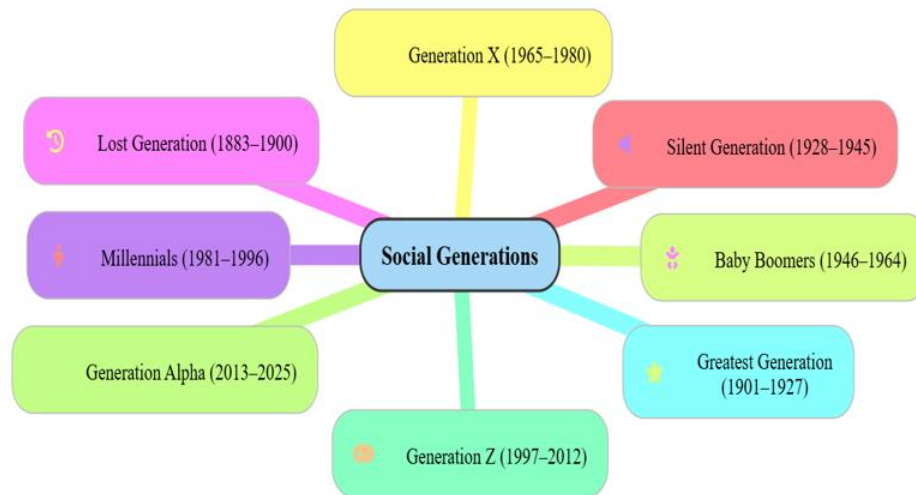 Generation X (1965–1980)
Lost Generation (1883–1900)
Silent Generation (1928–1945)
Social Generations
Millennials (1981–1996)
Baby Boomers (1946–1964)
Generation Alpha (2013–2025)
Greatest Generation
(1901–1927)
Generation Z (1997–2012)